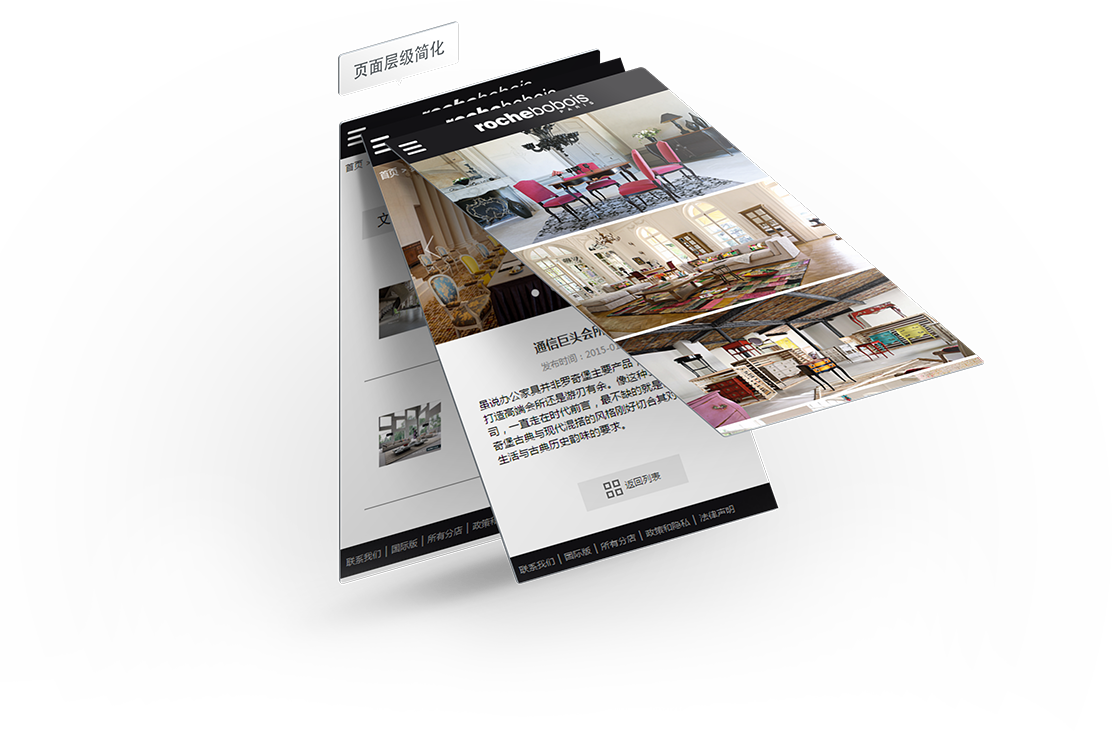 页面层级简化
rochebobois
rochebobois
rochebobois
PARIS
首页 >
首页 >
文
通信巨头会所
发布时间：2015-0
虽说办公家具并非罗奇堡主要产品，
打造高端会所还是游刃有余。像这种
司，一直走在时代前言，最不缺的就是
奇堡古典与现代混搭的风格刚好切合其对
生活与古典历史韵味的要求。
返回列表
联系我们 | 国际版 | 所有分店 | 政策和
联系我们 | 国际版 | 所有分店 | 政策和隐私 | 法律声明